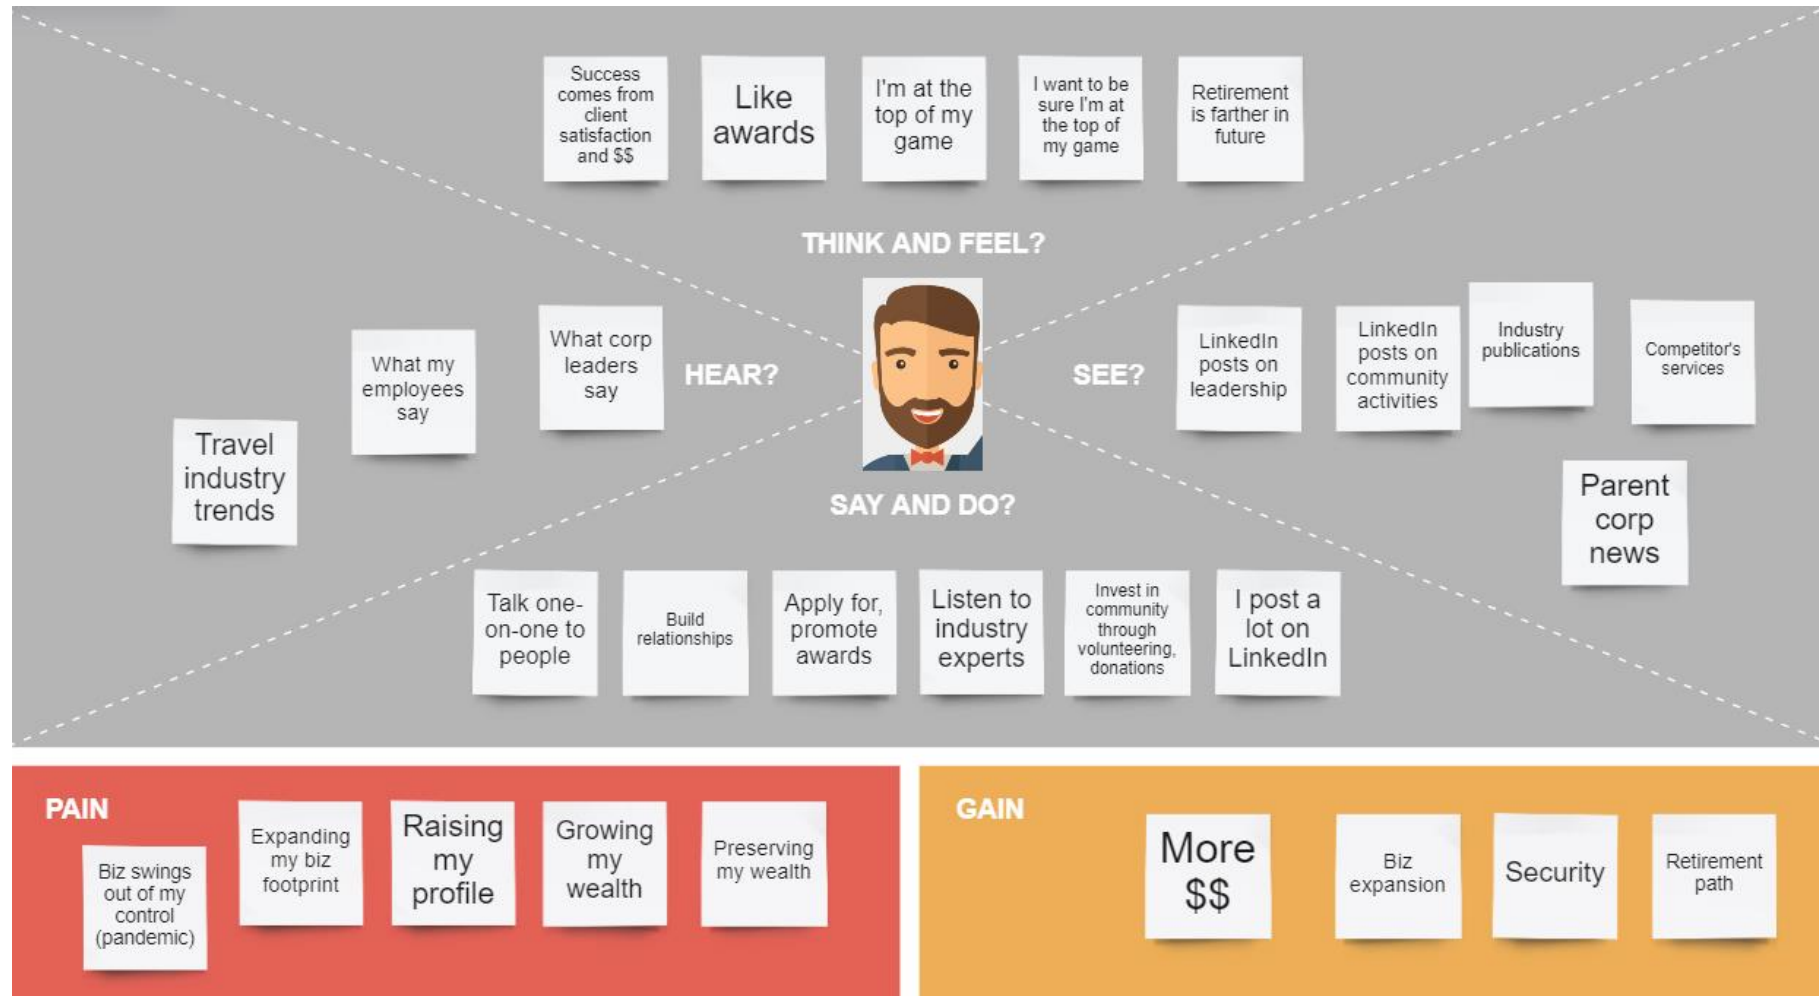 Success
comes from
client
satisfaction
and $$
Like
awards
I'm at the
top of my
game
I want to be
sure I'm at
the top of
my game
Retirement
is farther in
future
THINK AND FEEL?
What my
employees
say
What corp
leaders
say
Travel
industry
trends
HEAR?
SEE?
LinkedIn
posts on
leadership
LinkedIn
posts on
community
activities
Industry
publications
Competitor's
services
Parent
corp
news
SAY AND DO?
Talk one-
on-one to
people
Build
relationships
Apply for,
promote
awards
Listen to
industry
experts
Invest in
community
through
volunteering,
donations
I post a
lot on
LinkedIn
PAIN
Biz swings
out of my
control
(pandemic)
Expanding
my biz
footprint
Raising
my
profile
Growing
my
wealth
Preserving
my wealth
GAIN
More
$$
Biz
expansion
Security
Retirement
path